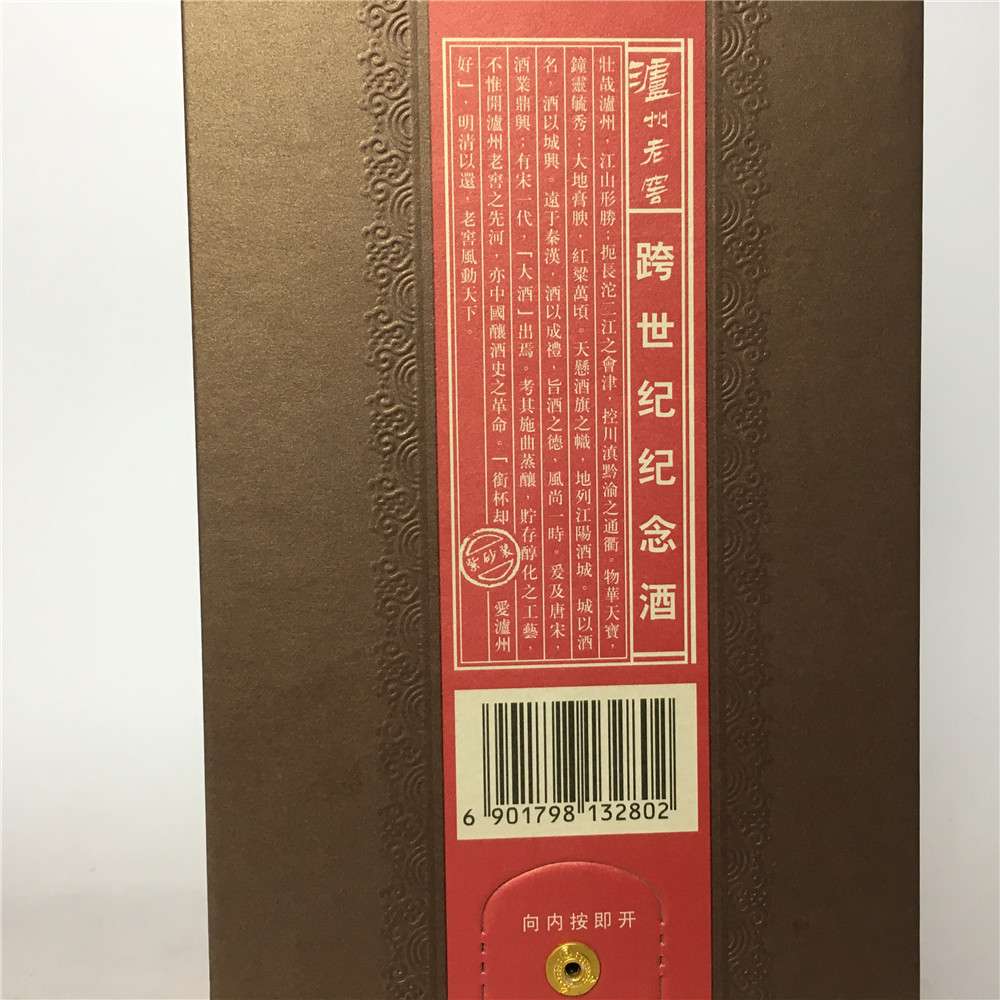 瀘州老窖
跨世纪纪念酒
壯哉瀘州，江山形勝；扼長沱二江之會津，控川滇黔渝之通衢。物華天寶，
鐘靈毓秀；大地膏腴，紅粱萬頃。天懸酒旗之幟，地列江陽酒城。城以酒
名，酒以城興。遠于秦漢，酒以成禮，旨酒之德，風尚一時。爰及唐宋，
酒業鼎興；有宋一代，「大酒」出焉。考其施曲蒸釀，貯存醇化之工藝，
不惟開瀘州老窖之先河，亦中國釀酒史之革命。「銜杯却愛瀘州
好」，明清以還，老窖風動天下。
紫砂装
6 901798 132802
向内按即开